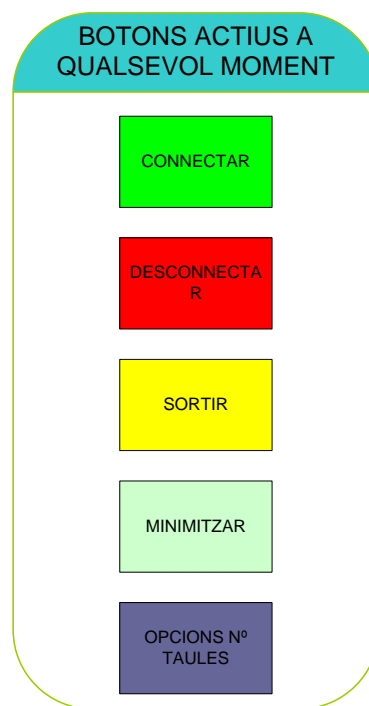 BOTONS ACTIUS A
QUALSEVOL MOMENT
CONNECTAR
DESCONNECTA
R
SORTIR
MINIMITZAR
OPCIONS Nº
TAULES